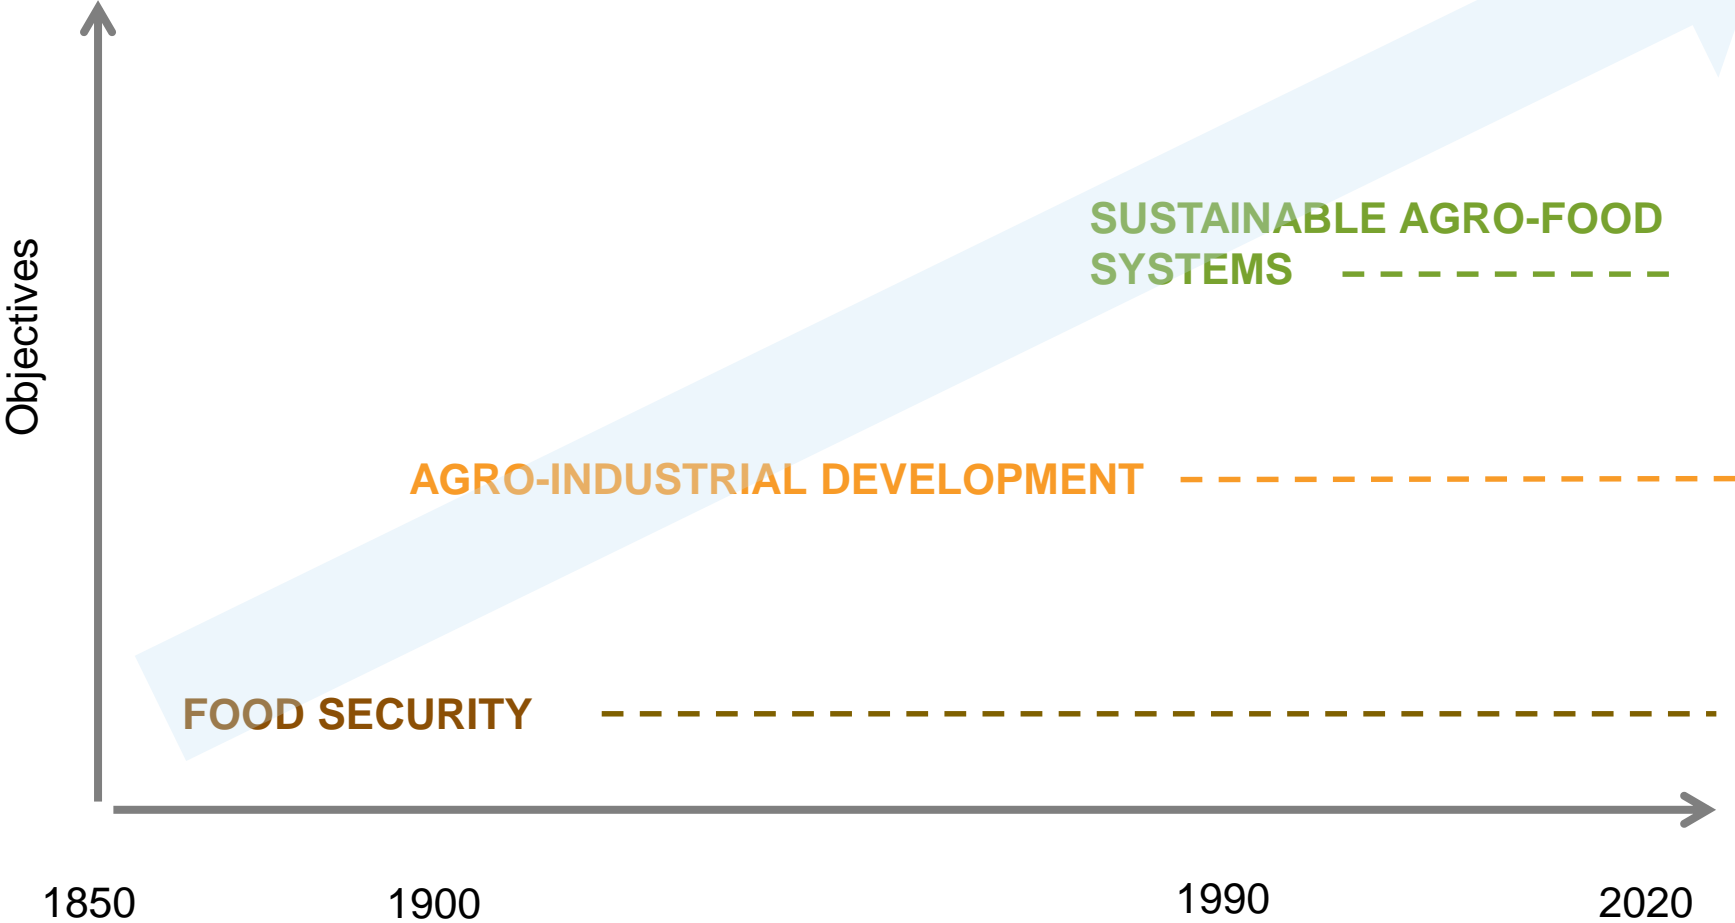 Objectives
SUSTAINABLE AGRO-FOOD
SYSTEMS
AGRO-INDUSTRIAL DEVELOPMENT
FOOD SECURITY
1850
1900
1990
2020